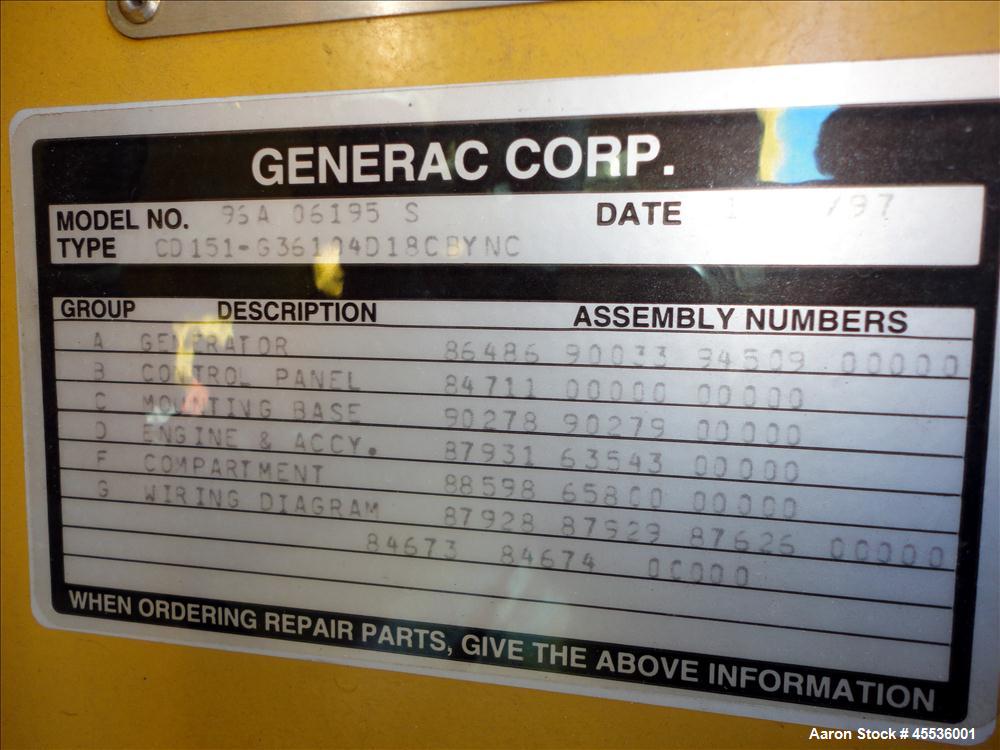 GENERAC CORP.
MODEL NO. 96A 06195 S DATE 1 /97
TYPE CD151-G36104D18CBYNC
GROUP DESCRIPTION ASSEMBLY NUMBERS
A GENERATOR 86486 90033 94509 00000
B CONTROL PANEL 84711 00000 00000
C MOUNTING BASE 90278 90279 00000
D ENGINE & ACCY. 87931 63543 00000
F COMPARTMENT 88598 65800 00000
G WIRING DIAGRAM 87928 87929 87626 00000
84673 84674 00000
WHEN ORDERING REPAIR PARTS, GIVE THE ABOVE INFORMATION
Aaron Stock # 45536001